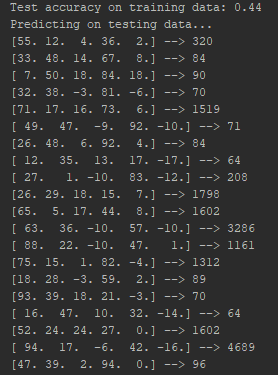 Test accuracy on training data: 0.44
Predicting on testing data...
[55. 12.  4. 36.  2.] --> 320
[33. 48. 14. 67.  8.] --> 84
[ 7. 50. 18. 84. 18.] --> 90
[32. 38. -3. 81. -6.] --> 70
[71. 17. 16. 73.  6.] --> 1519
[ 49.  47.  -9.  92. -10.] --> 71
[26. 48.  6. 92.  4.] --> 84
[ 12.  35.  13.  17. -17.] --> 64
[ 27.   1. -10.  83. -12.] --> 208
[26. 29. 18. 15.  7.] --> 1798
[65.  5. 17. 44.  8.] --> 1602
[ 63.  36. -10.  57. -10.] --> 3286
[ 88.  22. -10.  47.   1.] --> 1161
[75. 15.  1. 82. -4.] --> 1312
[18. 28. -3. 59.  2.] --> 89
[93. 39. 18. 21. -3.] --> 70
[ 16.  47.  10.  32. -14.] --> 64
[52. 24. 24. 27.  0.] --> 1602
[ 94.  17.  -6.  42. -16.] --> 4689
[47. 39.  2. 94.  0.] --> 96